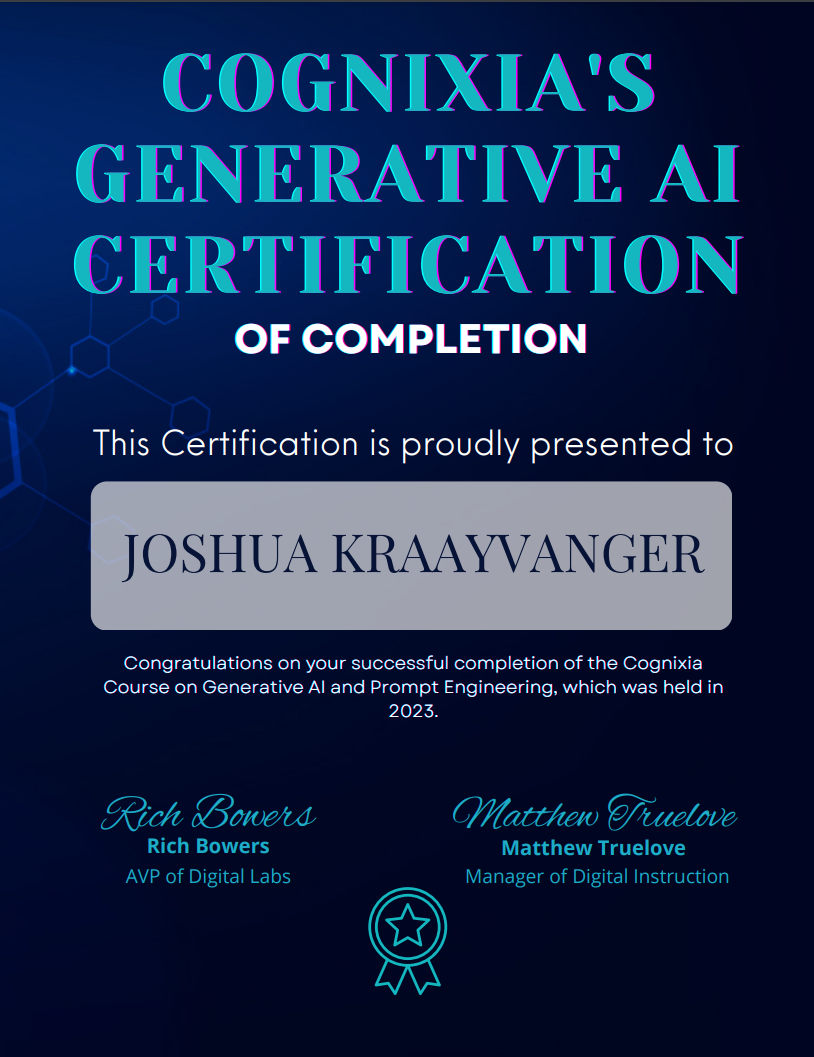 COGNIXIA'S
GENERATIVE AI
CERTIFICATION
OF COMPLETION
This Certification is proudly presented to
JOSHUA KRAAYVANGER
Congratulations on your successful completion of the Cognixia
Course on Generative AI and Prompt Engineering, which was held in
2023.
Rich Bowers
Rich Bowers
AVP of Digital Labs
Matthew Truelove
Matthew Truelove
Manager of Digital Instruction